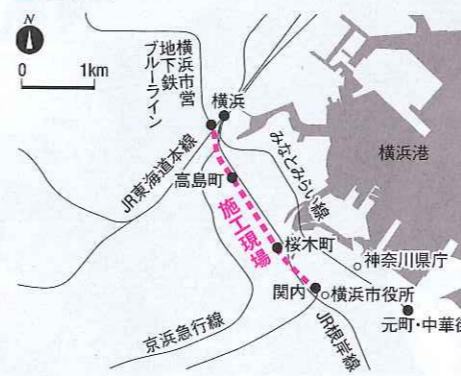 N
0
1km
横浜市営
地下鉄
ブルーライン
横浜
JR東海道本線
高島町
みなとみらい線
横浜港
施工現場
桜木町
神奈川県庁
関内
横浜市役所
元町・中華街
京浜急行線
JR根岸線